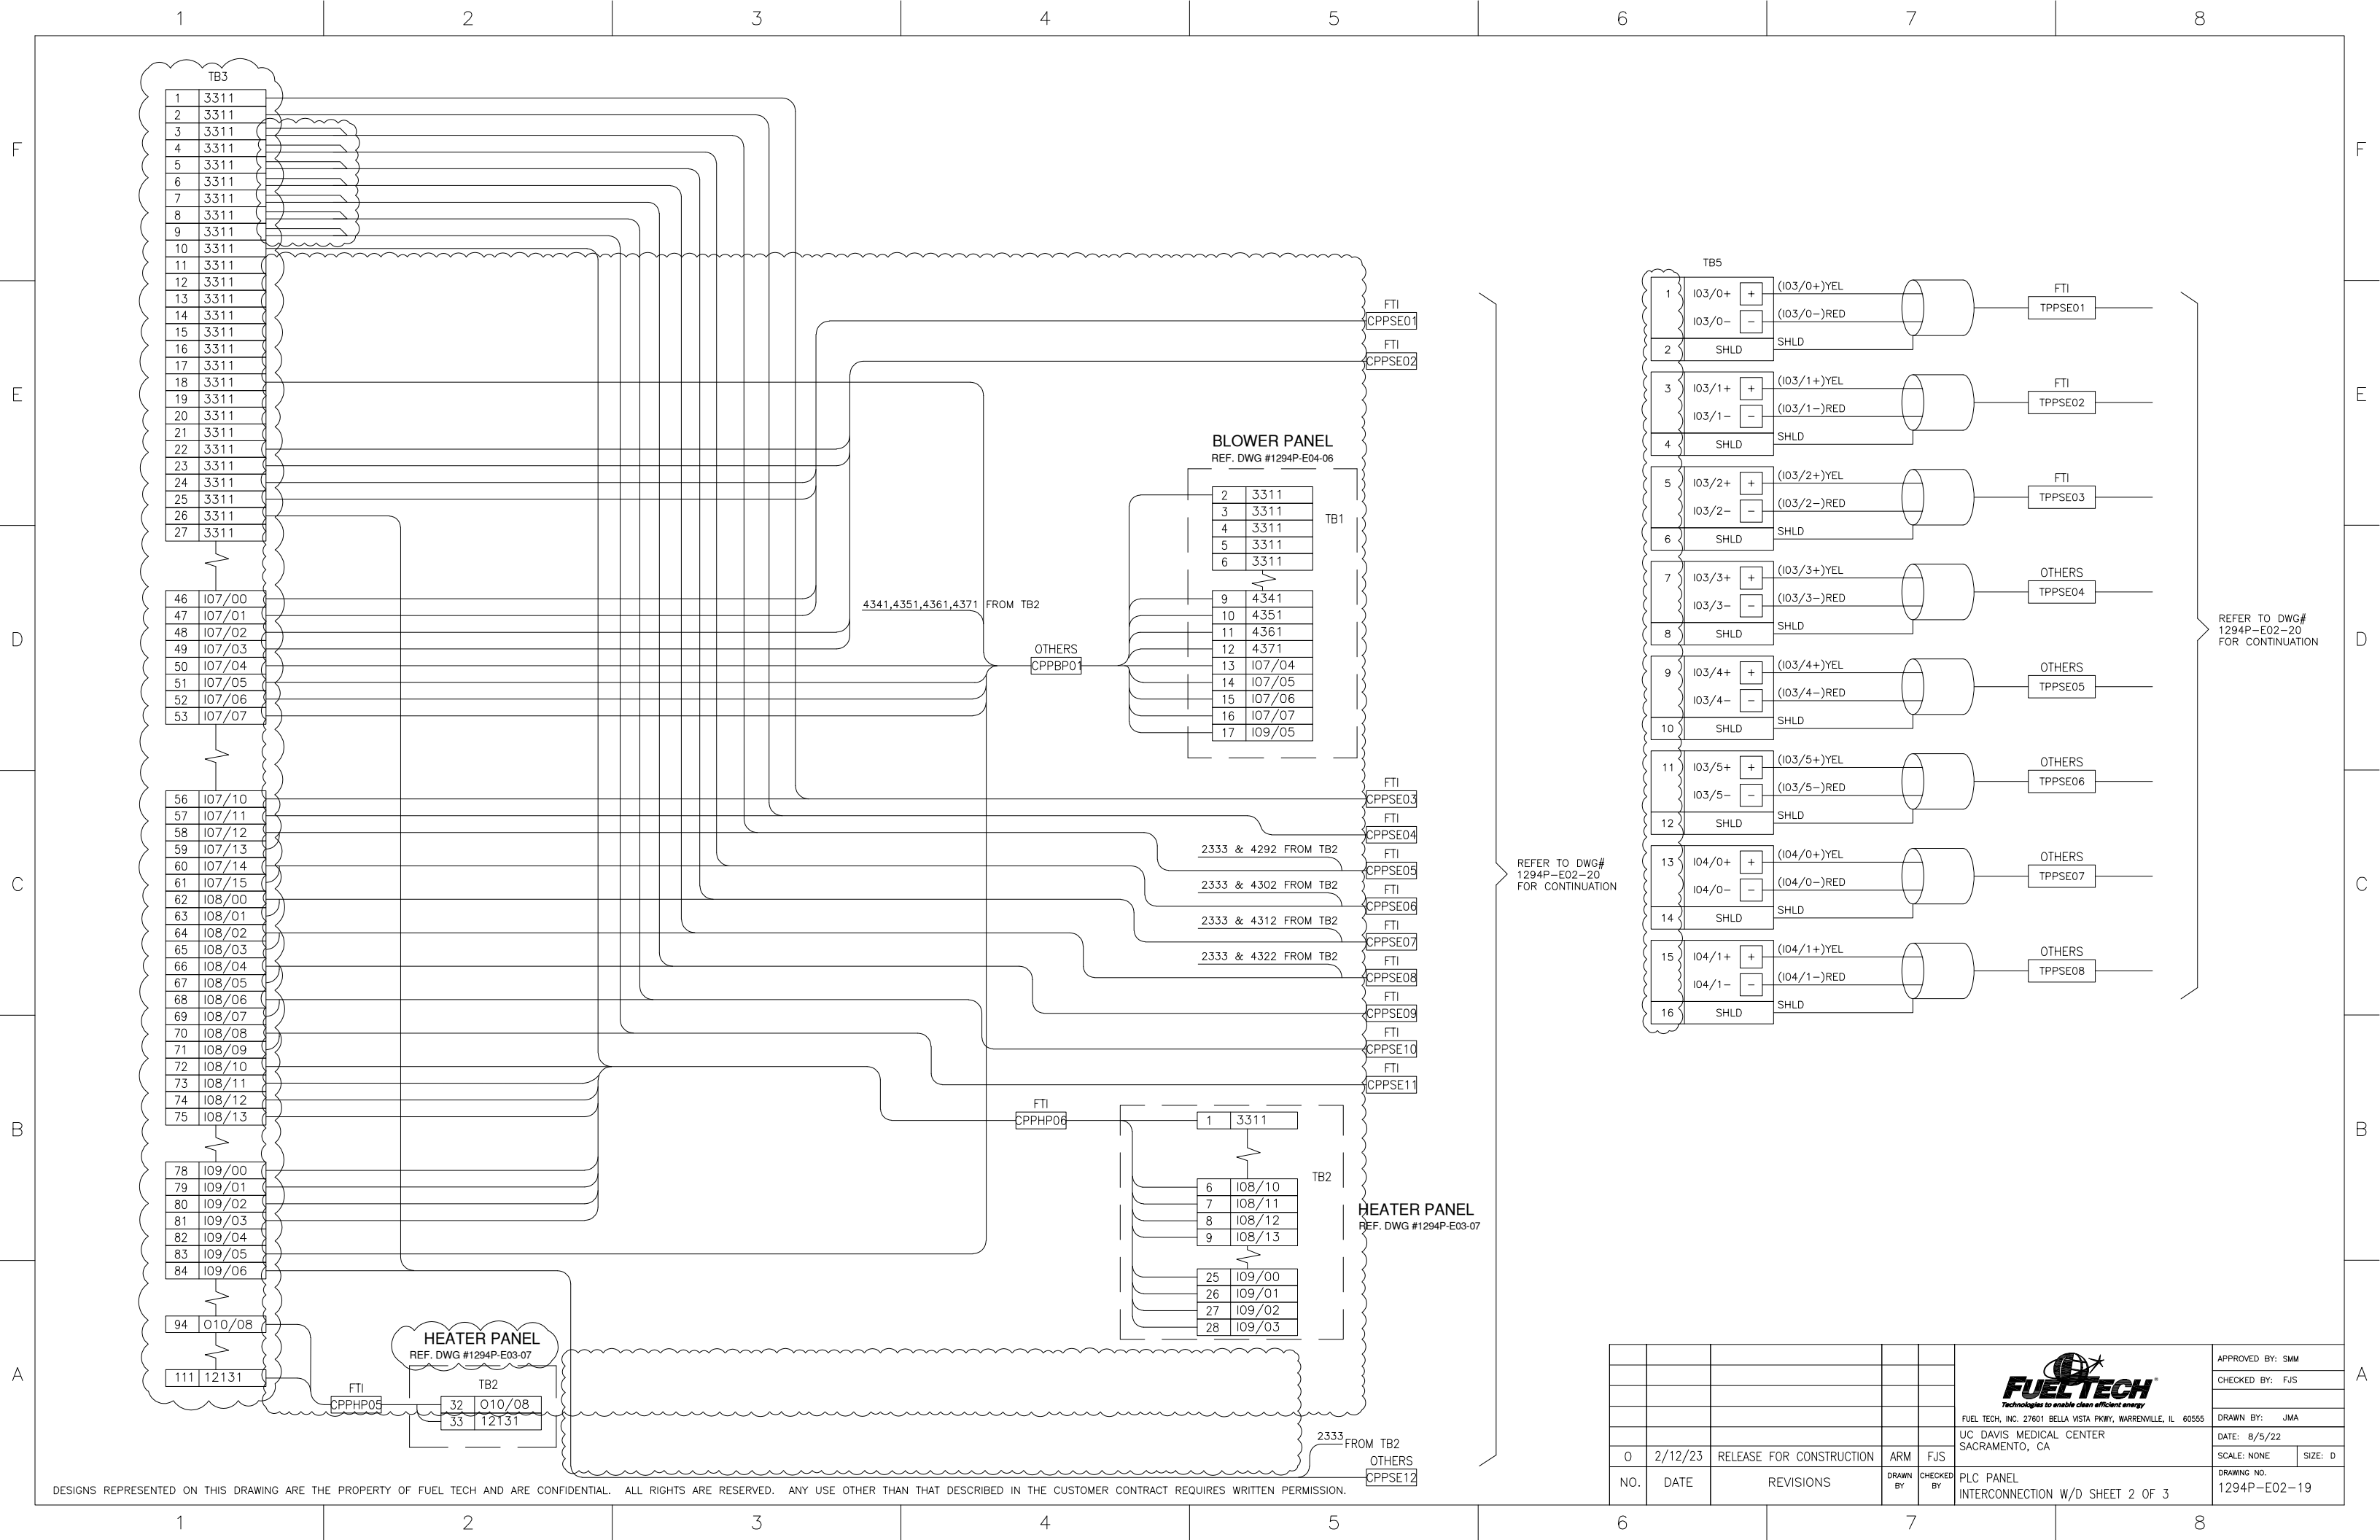 1 2 3 4 5 6 7 8
F
E
D
C
B
A
TB3
1 3311
2 3311
3 3311
4 3311
5 3311
6 3311
7 3311
8 3311
9 3311
10 3311
11 3311
12 3311
13 3311
14 3311
15 3311
16 3311
17 3311
18 3311
19 3311
20 3311
21 3311
22 3311
23 3311
24 3311
25 3311
26 3311
27 3311
46 I07/00
47 I07/01
48 I07/02
49 I07/03
50 I07/04
51 I07/05
52 I07/06
53 I07/07
56 I07/10
57 I07/11
58 I07/12
59 I07/13
60 I07/14
61 I07/15
62 I08/00
63 I08/01
64 I08/02
65 I08/03
66 I08/04
67 I08/05
68 I08/06
69 I08/07
70 I08/08
71 I08/09
72 I08/10
73 I08/11
74 I08/12
75 I08/13
78 I09/00
79 I09/01
80 I09/02
81 I09/03
82 I09/04
83 I09/05
84 I09/06
94 O10/08
111 12131
FTI
CPPHP05
HEATER PANEL
REF. DWG #1294P-E03-07
TB2
32 O10/08
33 12131
4341,4351,4361,4371 FROM TB2
OTHERS
CPPBP01
BLOWER PANEL
REF. DWG #1294P-E04-06
TB1
2 3311
3 3311
4 3311
5 3311
6 3311
9 4341
10 4351
11 4361
12 4371
13 I07/04
14 I07/05
15 I07/06
16 I07/07
17 I09/05
FTI
CPPSE01
FTI
CPPSE02
FTI
CPPSE03
FTI
CPPSE04
2333 & 4292 FROM TB2
FTI
CPPSE05
2333 & 4302 FROM TB2
FTI
CPPSE06
2333 & 4312 FROM TB2
FTI
CPPSE07
2333 & 4322 FROM TB2
FTI
CPPSE08
FTI
CPPSE09
FTI
CPPSE10
FTI
CPPSE11
FTI
CPPHP06
1 3311
TB2
6 I08/10
7 I08/11
8 I08/12
9 I08/13
25 I09/00
26 I09/01
27 I09/02
28 I09/03
HEATER PANEL
REF. DWG #1294P-E03-07
2333
FROM TB2
OTHERS
CPPSE12
REFER TO DWG#
1294P-E02-20
FOR CONTINUATION
TB5
1 I03/0+ + (I03/0+)YEL
I03/0- - (I03/0-)RED
2 SHLD SHLD
FTI
TPPSE01
3 I03/1+ + (I03/1+)YEL
I03/1- - (I03/1-)RED
4 SHLD SHLD
FTI
TPPSE02
5 I03/2+ + (I03/2+)YEL
I03/2- - (I03/2-)RED
6 SHLD SHLD
FTI
TPPSE03
7 I03/3+ + (I03/3+)YEL
I03/3- - (I03/3-)RED
8 SHLD SHLD
OTHERS
TPPSE04
9 I03/4+ + (I03/4+)YEL
I03/4- - (I03/4-)RED
10 SHLD SHLD
OTHERS
TPPSE05
11 I03/5+ + (I03/5+)YEL
I03/5- - (I03/5-)RED
12 SHLD SHLD
OTHERS
TPPSE06
13 I04/0+ + (I04/0+)YEL
I04/0- - (I04/0-)RED
14 SHLD SHLD
OTHERS
TPPSE07
15 I04/1+ + (I04/1+)YEL
I04/1- - (I04/1-)RED
16 SHLD SHLD
OTHERS
TPPSE08
REFER TO DWG#
1294P-E02-20
FOR CONTINUATION
0 2/12/23 RELEASE FOR CONSTRUCTION ARM FJS
NO. DATE REVISIONS DRAWN BY CHECKED BY
FUEL TECH®
Technologies to enable clean efficient energy
FUEL TECH, INC. 27601 BELLA VISTA PKWY, WARRENVILLE, IL 60555
UC DAVIS MEDICAL CENTER
SACRAMENTO, CA
PLC PANEL
INTERCONNECTION W/D SHEET 2 OF 3
APPROVED BY: SMM
CHECKED BY: FJS
DRAWN BY: JMA
DATE: 8/5/22
SCALE: NONE SIZE: D
DRAWING NO.
1294P-E02-19
DESIGNS REPRESENTED ON THIS DRAWING ARE THE PROPERTY OF FUEL TECH AND ARE CONFIDENTIAL. ALL RIGHTS ARE RESERVED. ANY USE OTHER THAN THAT DESCRIBED IN THE CUSTOMER CONTRACT REQUIRES WRITTEN PERMISSION.
F
E
D
C
B
A
1 2 3 4 5 6 7 8